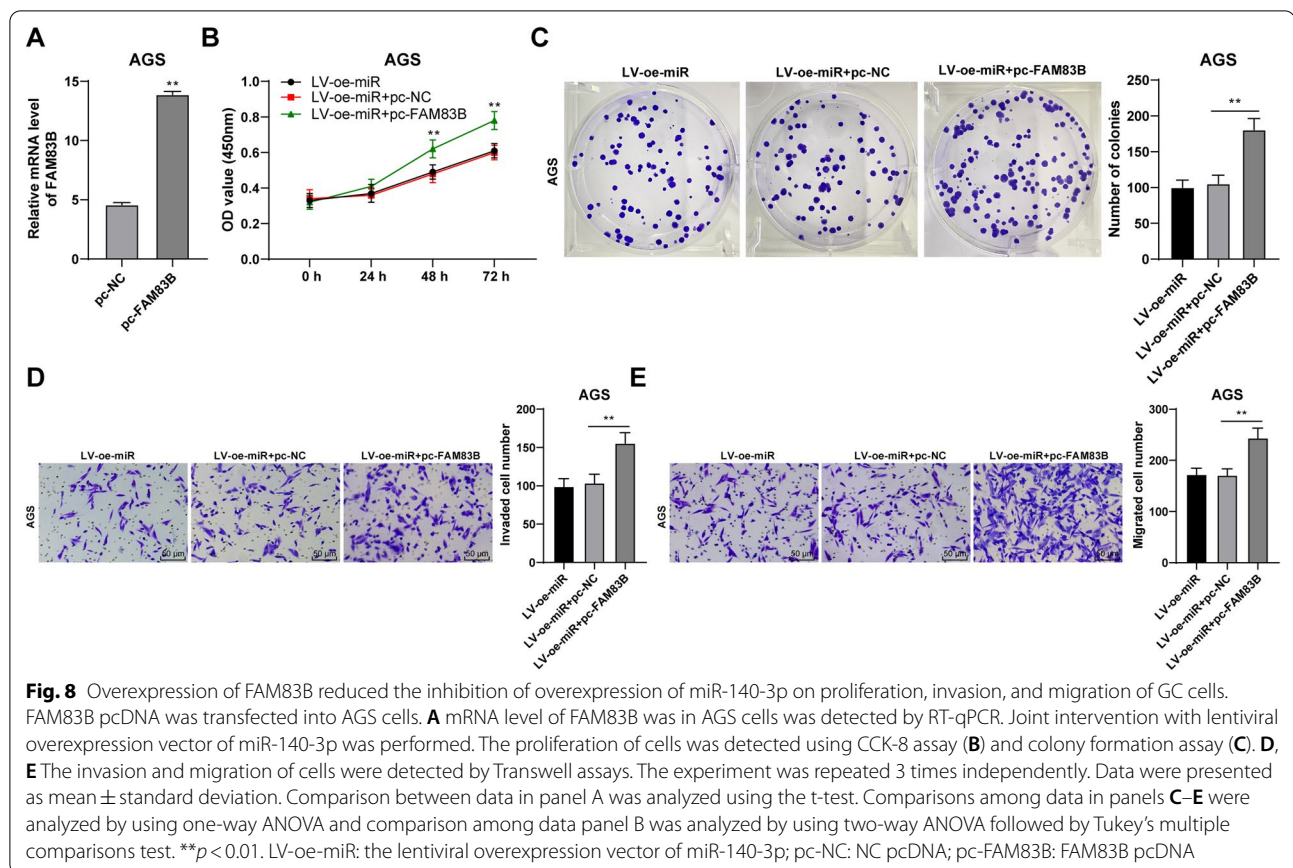 A
AGS
Relative mRNA level
of FAM83B
15
10
5
0
**
pc-NC
pc-FAM83B
B
AGS
LV-oe-miR
LV-oe-miR+pc-NC
LV-oe-miR+pc-FAM83B
OD value (450nm)
1.0
0.8
0.6
0.4
0.2
0.0
**
**
0 h 24 h 48 h 72 h
C
LV-oe-miR LV-oe-miR+pc-NC LV-oe-miR+pc-FAM83B
AGS
AGS
Number of colonies
250
200
150
100
50
0
**
LV-oe-miR
LV-oe-miR+pc-NC
LV-oe-miR+pc-FAM83B
D
LV-oe-miR LV-oe-miR+pc-NC LV-oe-miR+pc-FAM83B
AGS
50 μm 50 μm 50 μm
AGS
Invaded cell number
200
150
100
50
0
**
LV-oe-miR
LV-oe-miR+pc-NC
LV-oe-miR+pc-FAM83B
E
LV-oe-miR LV-oe-miR+pc-NC LV-oe-miR+pc-FAM83B
AGS
50 μm 50 μm 50 μm
AGS
Migrated cell number
300
200
100
0
**
LV-oe-miR
LV-oe-miR+pc-NC
LV-oe-miR+pc-FAM83B
Fig. 8 Overexpression of FAM83B reduced the inhibition of overexpression of miR-140-3p on proliferation, invasion, and migration of GC cells.
FAM83B pcDNA was transfected into AGS cells. A mRNA level of FAM83B was in AGS cells was detected by RT-qPCR. Joint intervention with lentiviral
overexpression vector of miR-140-3p was performed. The proliferation of cells was detected using CCK-8 assay (B) and colony formation assay (C). D,
E The invasion and migration of cells were detected by Transwell assays. The experiment was repeated 3 times independently. Data were presented
as mean ± standard deviation. Comparison between data in panel A was analyzed using the t-test. Comparisons among data in panels C–E were
analyzed by using one-way ANOVA and comparison among data panel B was analyzed by using two-way ANOVA followed by Tukey's multiple
comparisons test. **p < 0.01. LV-oe-miR: the lentiviral overexpression vector of miR-140-3p; pc-NC: NC pcDNA; pc-FAM83B: FAM83B pcDNA